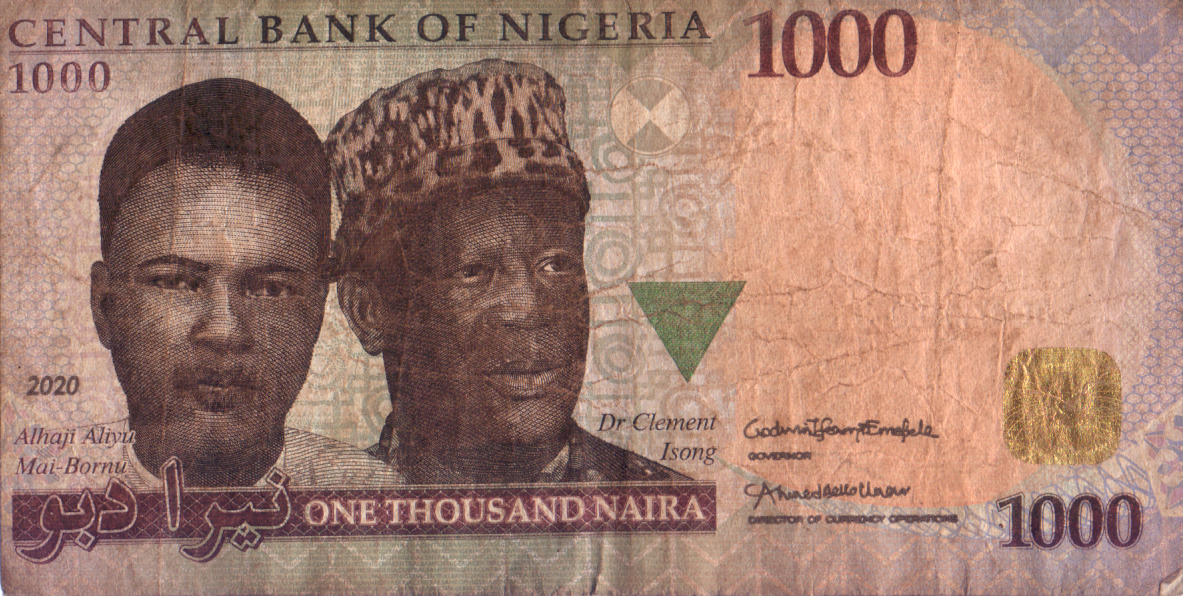 CENTRAL BANK OF NIGERIA
1000
1000
2020
Alhaji Aliyu
Mai-Bornu
Dr Clement
Isong
GOVERNOR
DIRECTOR OF CURRENCY OPERATIONS
نيرا دبو
ONE THOUSAND NAIRA
1000